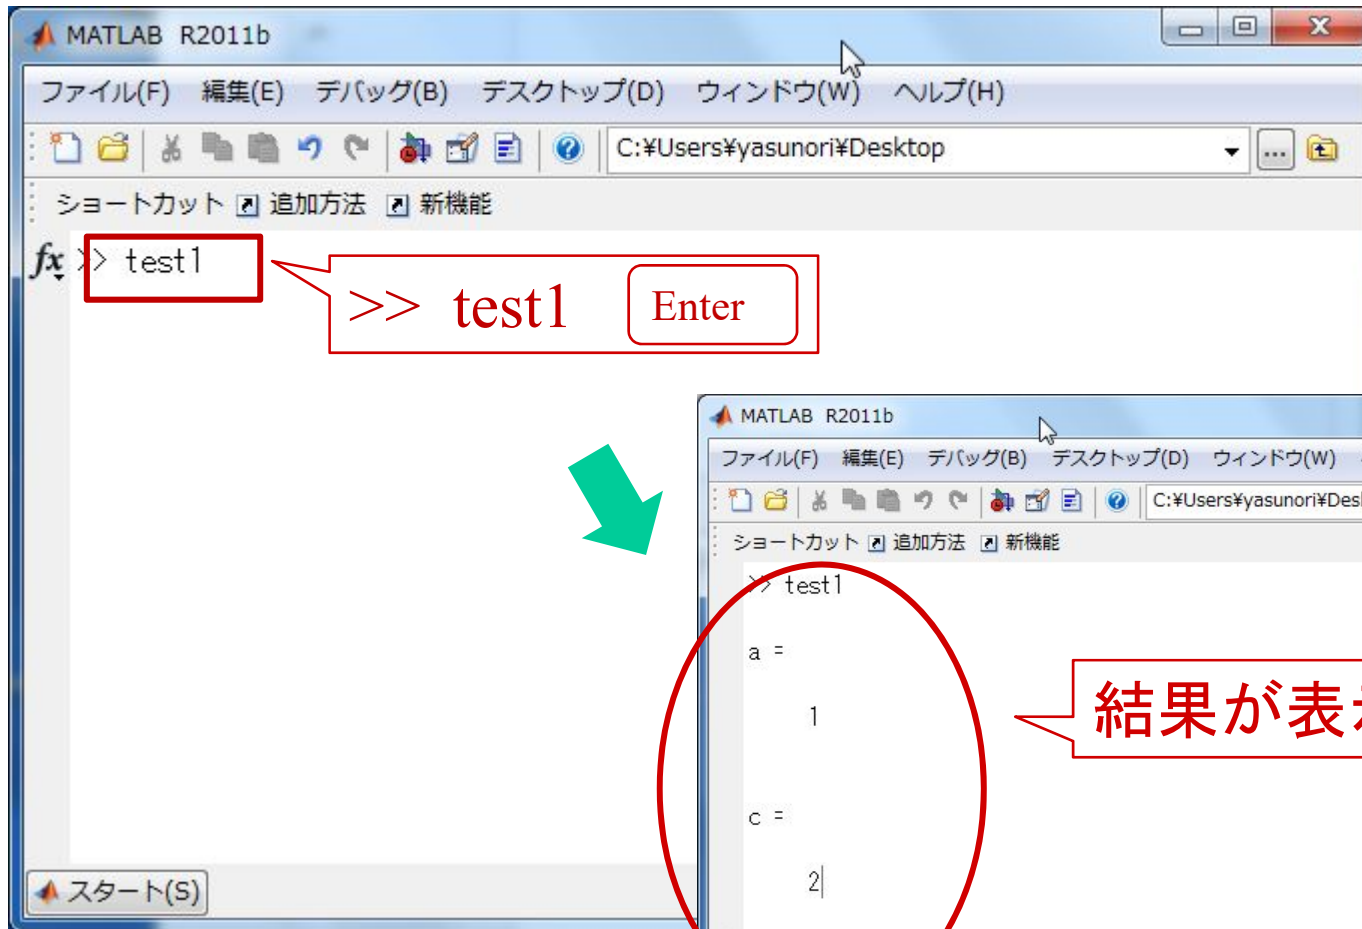 MATLAB R2011b
ファイル(F) 編集(E) デバッグ(B) デスクトップ(D) ウィンドウ(W) ヘルプ(H)
C:¥Users¥yasunori¥Desktop
ショートカット 追加方法 新機能
fx >> test1
>> test1 Enter
MATLAB R2011b
ファイル(F) 編集(E) デバッグ(B) デスクトップ(D) ウィンドウ(W)
C:¥Users¥yasunori¥Des
ショートカット 追加方法 新機能
>> test1
a =
1
結果が表
c =
2
スタート(S)